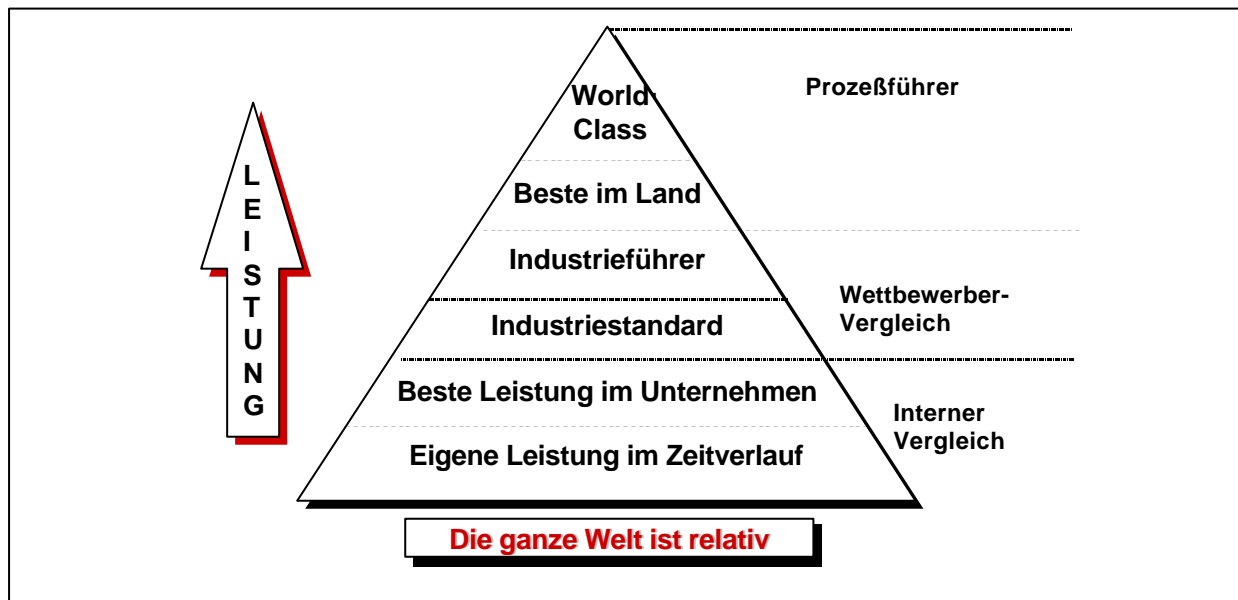 LEISTUNG
World-
Class
Beste im Land
Industrieführer
Industriestandard
Beste Leistung im Unternehmen
Eigene Leistung im Zeitverlauf
Prozeßführer
Wettbewerber-
Vergleich
Interner
Vergleich
Die ganze Welt ist relativ